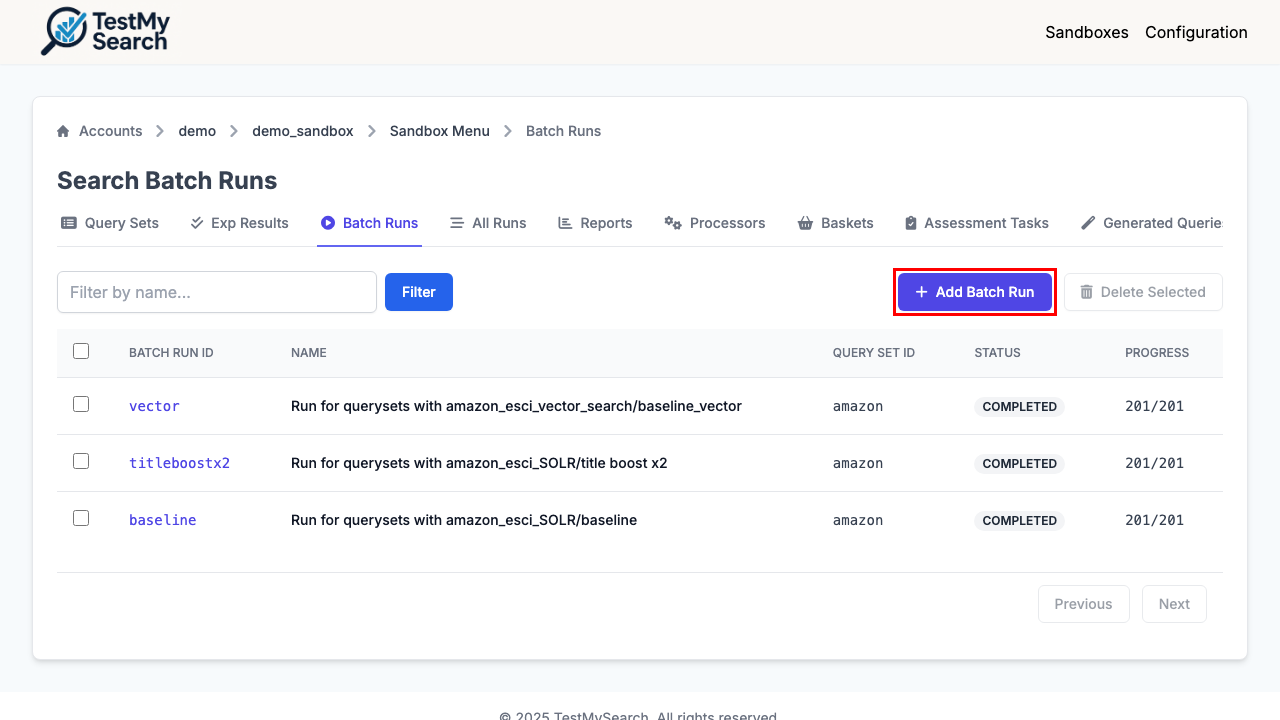 TestMy
Search
Sandboxes Configuration
Accounts demo demo_sandbox Sandbox Menu Batch Runs
Search Batch Runs
Query Sets Exp Results Batch Runs All Runs Reports Processors Baskets Assessment Tasks Generated Querie
Filter by name... Filter + Add Batch Run Delete Selected
BATCH RUN ID NAME QUERY SET ID STATUS PROGRESS
vector Run for querysets with amazon_esci_vector_search/baseline_vector amazon COMPLETED 201/201
titleboostx2 Run for querysets with amazon_esci_SOLR/title boost x2 amazon COMPLETED 201/201
baseline Run for querysets with amazon_esci_SOLR/baseline amazon COMPLETED 201/201
Previous Next
© 2025 TestMySearch. All rights reserved.